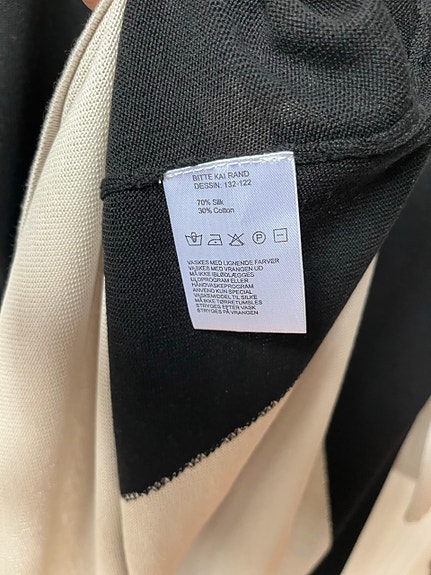 BITTE KAI RAND
DESSIN: 132-122
70% Silk
30% Cotton
P
VASKES MED LIGNENDE FARVER
VASKES MED VRANGEN UD
MÅ IKKE IBLØDLÆGGES
ULDPROGRAM ELLER
HÅNDVASKEPROGRAM
ANVEND KUN SPECIAL
VASKEMIDDEL TIL SILKE
MÅ IKKE TØRRETUMBLES
STRYGES EFTER VASK
STRYGES PÅ VRANGEN